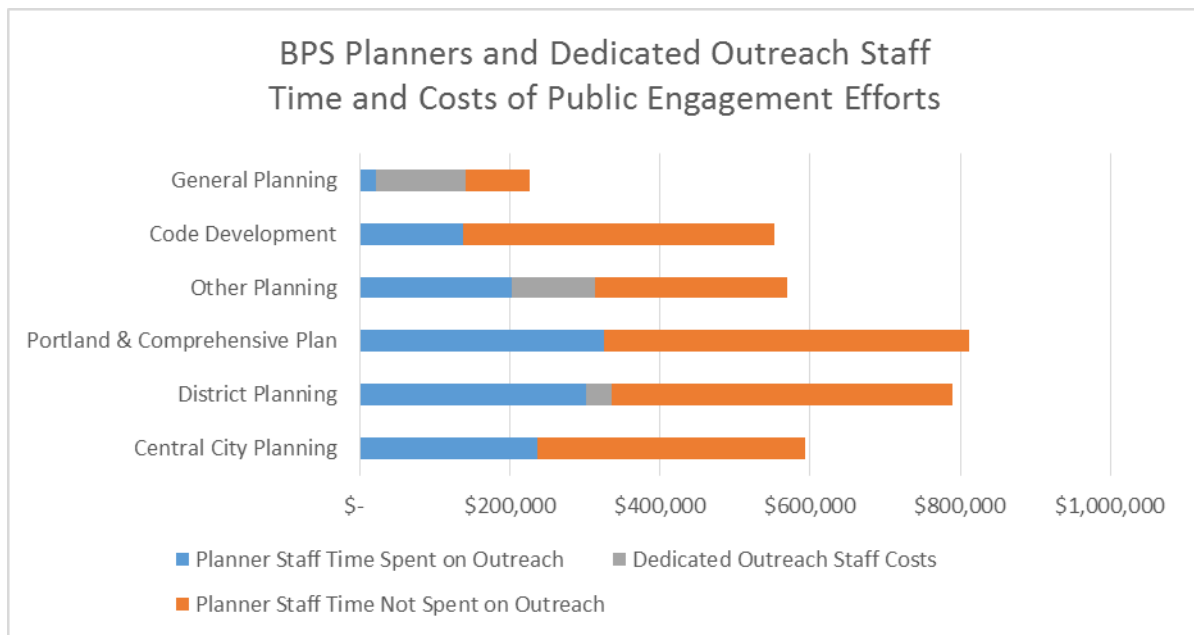 BPS Planners and Dedicated Outreach Staff
Time and Costs of Public Engagement Efforts
General Planning
Code Development
Other Planning
Portland & Comprehensive Plan
District Planning
Central City Planning
$- $200,000 $400,000 $600,000 $800,000 $1,000,000
Planner Staff Time Spent on Outreach Dedicated Outreach Staff Costs
Planner Staff Time Not Spent on Outreach